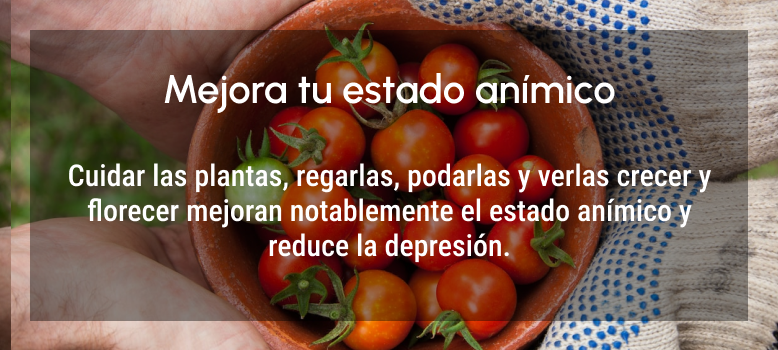 Mejora tu estado anímico
Cuidar las plantas, regarlas, podarlas y verlas crecer y
florecer mejoran notablemente el estado anímico y
reduce la depresión.